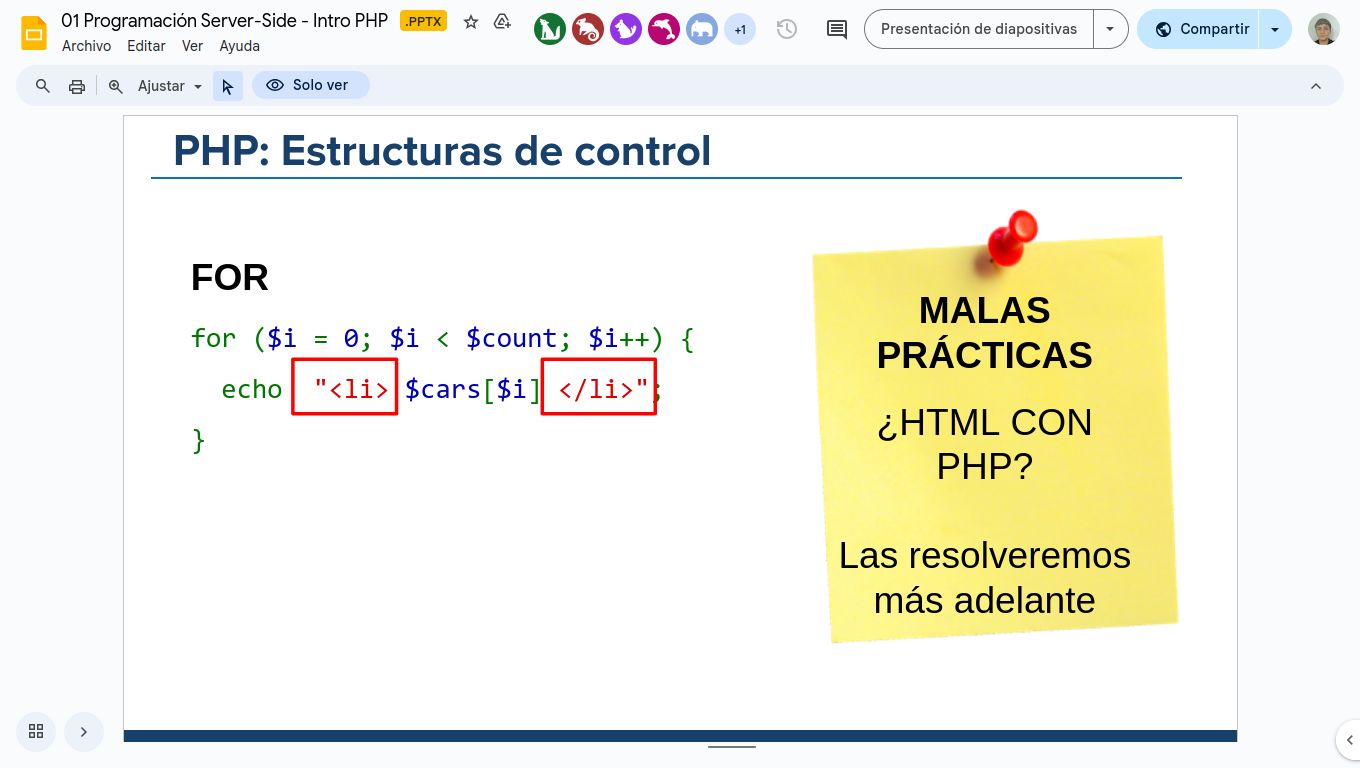 01 Programación Server-Side - Intro PHP .PPTX
Archivo Editar Ver Ayuda
+1
Presentación de diapositivas
Compartir
Ajustar
Solo ver
PHP: Estructuras de control
FOR
for ($i = 0; $i < $count; $i++) {
echo "<li> $cars[$i] </li>";
}
MALAS
PRÁCTICAS
¿HTML CON
PHP?
Las resolveremos
más adelante